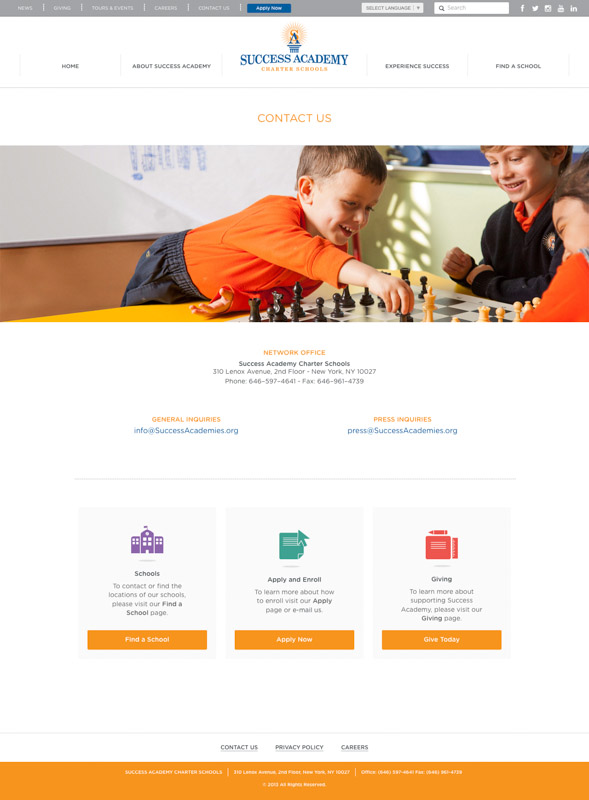 NEWS GIVING TOURS & EVENTS CAREERS CONTACT US Apply Now SELECT LANGUAGE Search
SUCCESS ACADEMY
CHARTER SCHOOLS
HOME ABOUT SUCCESS ACADEMY EXPERIENCE SUCCESS FIND A SCHOOL
CONTACT US
NETWORK OFFICE
Success Academy Charter Schools
310 Lenox Avenue, 2nd Floor - New York, NY 10027
Phone: 646-597-4641 - Fax: 646-961-4739
GENERAL INQUIRIES
info@SuccessAcademies.org
PRESS INQUIRIES
press@SuccessAcademies.org
Schools
To contact or find the
locations of our schools,
please visit our Find a
School page.
Find a School
Apply and Enroll
To learn more about how
to enroll visit our Apply
page or e-mail us.
Apply Now
Giving
To learn more about
supporting Success
Academy, please visit our
Giving page.
Give Today
CONTACT US PRIVACY POLICY CAREERS
SUCCESS ACADEMY CHARTER SCHOOLS | 310 Lenox Avenue, 2nd Floor, New York, NY 10027 | Office: (646) 597-4641 Fax: (646) 961-4739
© 2013 All Rights Reserved.